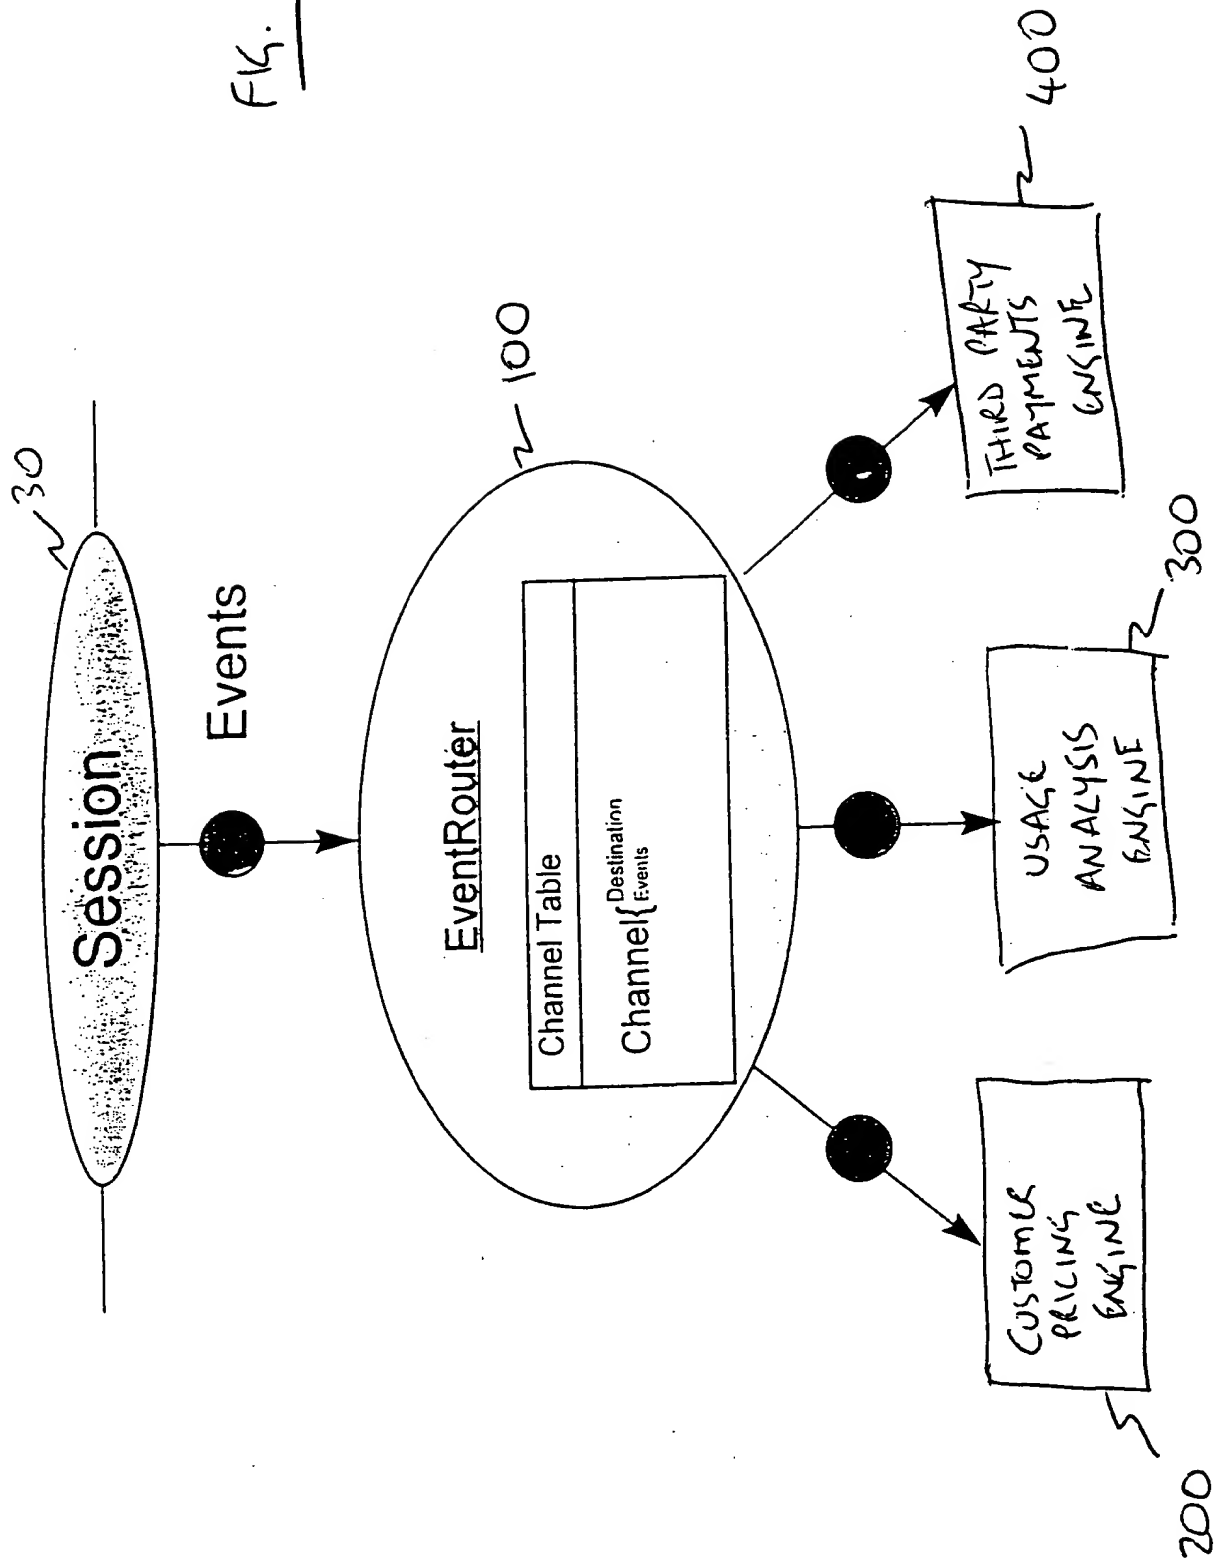 FIG.
30
Session
Events
100
EventRouter
Channel Table
Channel{Destination
Events
200
CUSTOMER
PRICING
ENGINE
USAGE
ANALYSIS
ENGINE
300
THIRD PARTY
PAYMENTS
ENGINE
400